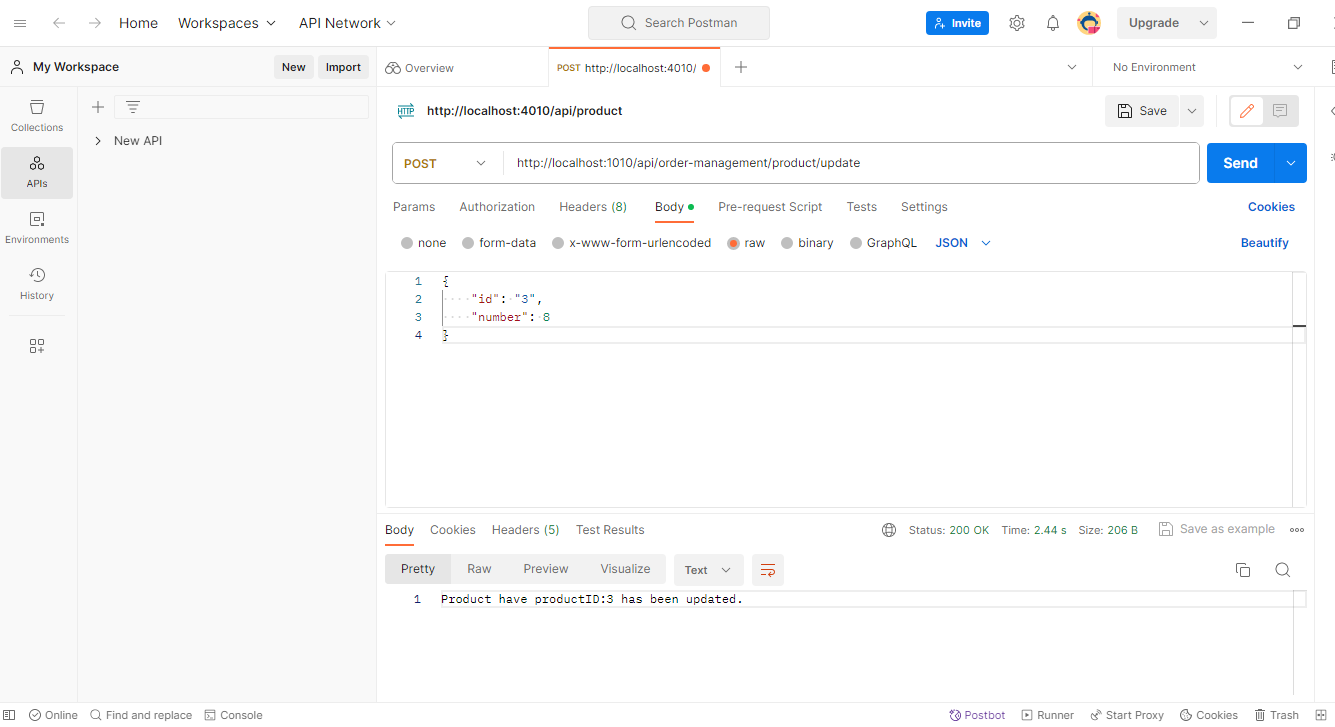 Home Workspaces API Network Search Postman Invite Upgrade
My Workspace New Import Overview POST http://localhost:4010/ No Environment
Collections
New API
APIs
Environments
History
HTTP http://localhost:4010/api/product Save
POST http://localhost:1010/api/order-management/product/update Send
Params Authorization Headers (8) Body Pre-request Script Tests Settings Cookies
none form-data x-www-form-urlencoded raw binary GraphQL JSON Beautify
1 {
2 "id": "3",
3 "number": 8
4 }
Body Cookies Headers (5) Test Results Status: 200 OK Time: 2.44 s Size: 206 B Save as example
Pretty Raw Preview Visualize Text
1 Product have productID:3 has been updated.
Online Find and replace Console Postbot Runner Start Proxy Cookies Trash